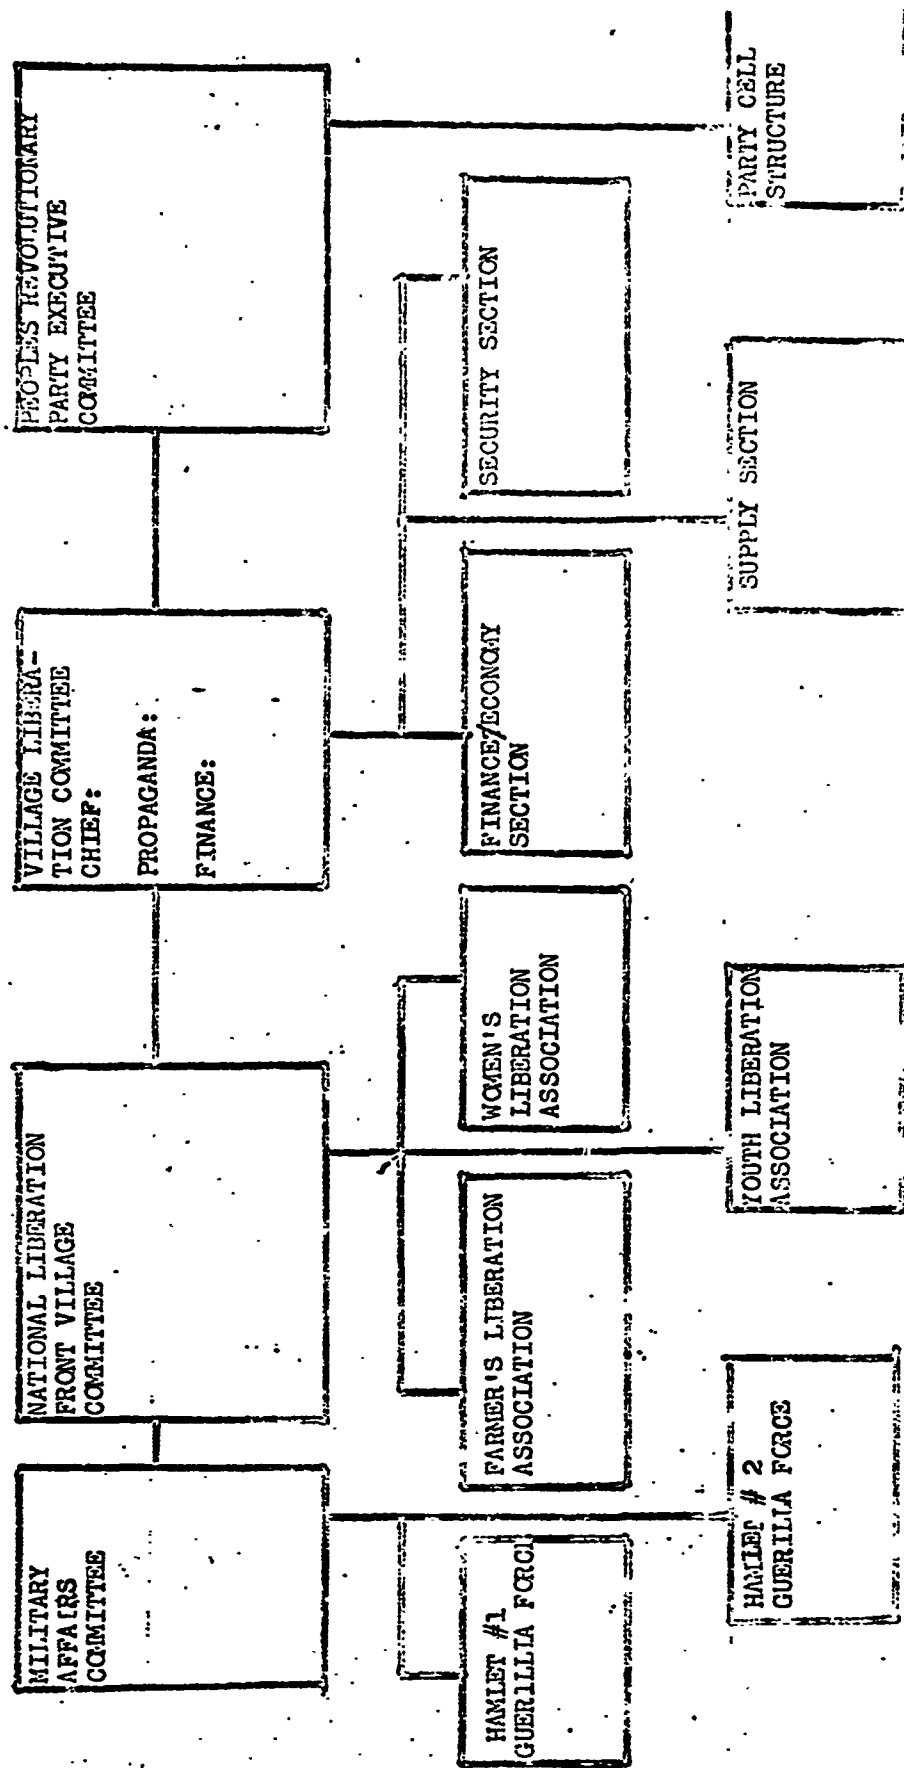 MILITARY
AFFAIRS
COMMITTEE
NATIONAL LIBERATION
FRONT VILLAGE
COMMITTEE
VILLAGE LIBERA-
TION COMMITTEE
CHIEF:
PROPAGANDA:
FINANCE:
PEOPLES REVOLUTIONARY
PARTY EXECUTIVE
COMMITTEE
HAMLET #1
GUERILLIA FORCE
FARMER'S LIBERATION
ASSOCIATION
WOMEN'S
LIBERATION
ASSOCIATION
FINANCE/ECONOMY
SECTION
SECURITY SECTION
HAMLET # 2
GUERILLA FORCE
YOUTH LIBERATION
ASSOCIATION
SUPPLY SECTION
PARTY CELL
STRUCTURE